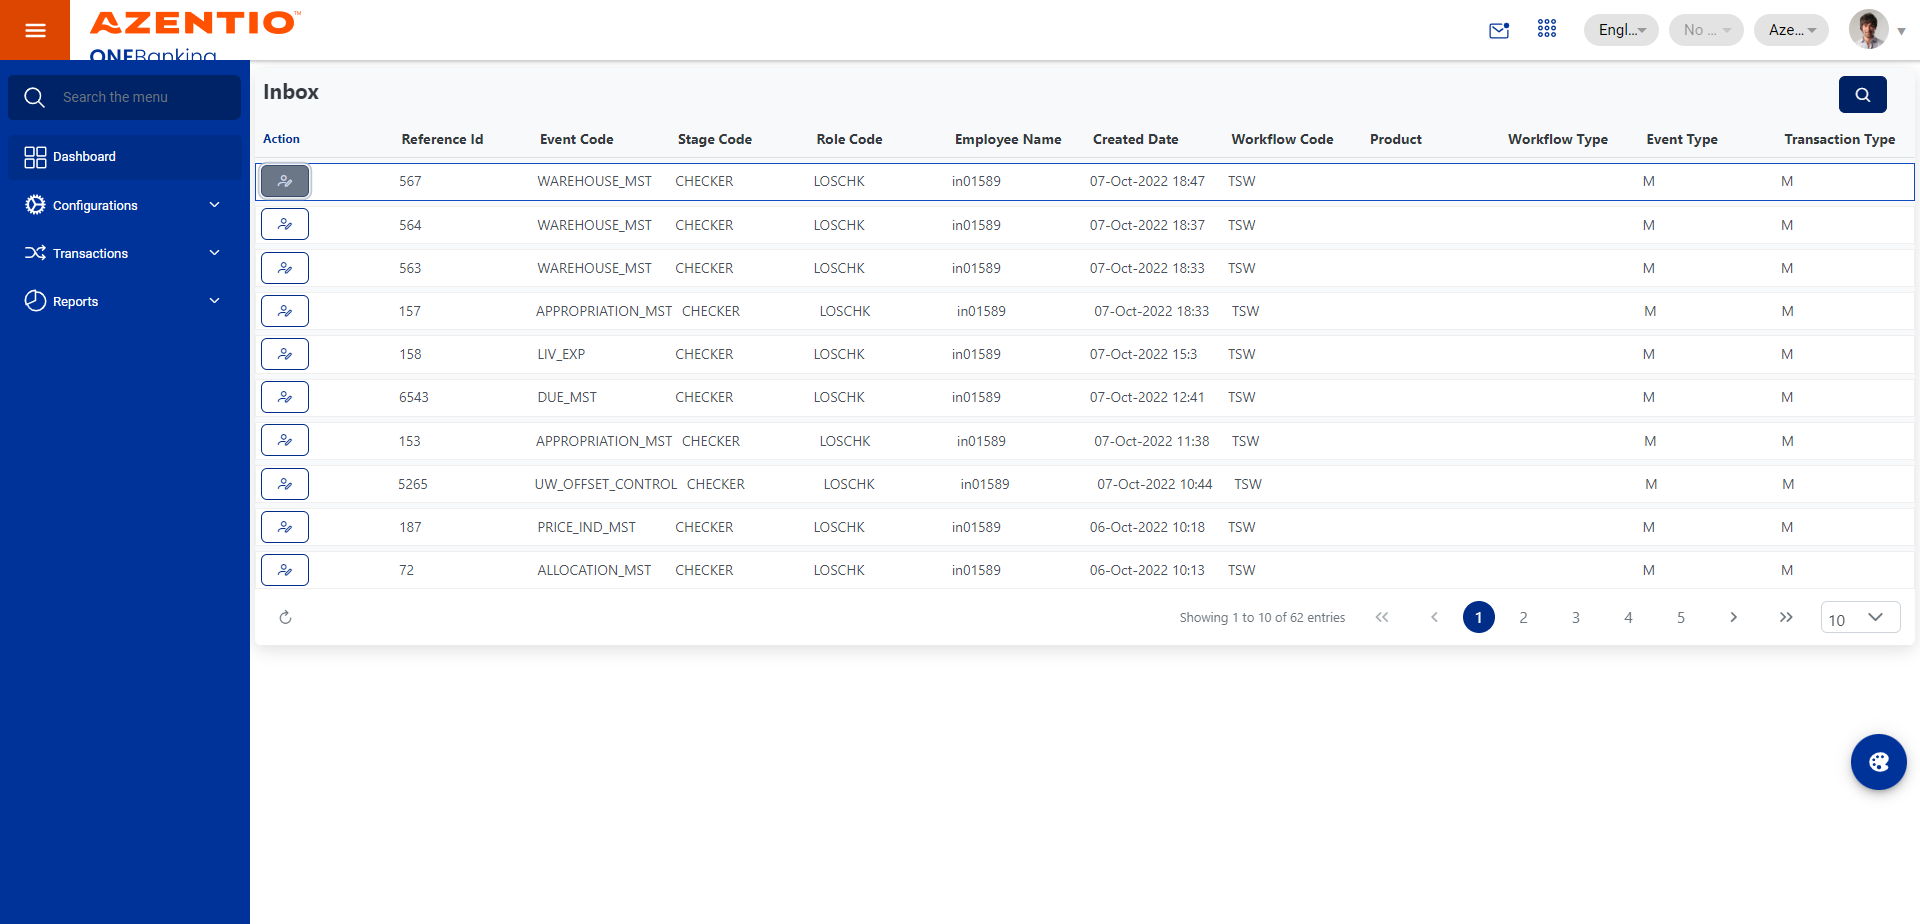 AZENTIO™
ONEBanking
Engl...
No ...
Aze...
Search the menu
Dashboard
Configurations
Transactions
Reports
Inbox
Action Reference Id Event Code Stage Code Role Code Employee Name Created Date Workflow Code Product Workflow Type Event Type Transaction Type
567 WAREHOUSE_MST CHECKER LOSCHK in01589 07-Oct-2022 18:47 TSW M M
564 WAREHOUSE_MST CHECKER LOSCHK in01589 07-Oct-2022 18:37 TSW M M
563 WAREHOUSE_MST CHECKER LOSCHK in01589 07-Oct-2022 18:33 TSW M M
157 APPROPRIATION_MST CHECKER LOSCHK in01589 07-Oct-2022 18:33 TSW M M
158 LIV_EXP CHECKER LOSCHK in01589 07-Oct-2022 15:3 TSW M M
6543 DUE_MST CHECKER LOSCHK in01589 07-Oct-2022 12:41 TSW M M
153 APPROPRIATION_MST CHECKER LOSCHK in01589 07-Oct-2022 11:38 TSW M M
5265 UW_OFFSET_CONTROL CHECKER LOSCHK in01589 07-Oct-2022 10:44 TSW M M
187 PRICE_IND_MST CHECKER LOSCHK in01589 06-Oct-2022 10:18 TSW M M
72 ALLOCATION_MST CHECKER LOSCHK in01589 06-Oct-2022 10:13 TSW M M
Showing 1 to 10 of 62 entries 1 2 3 4 5 10